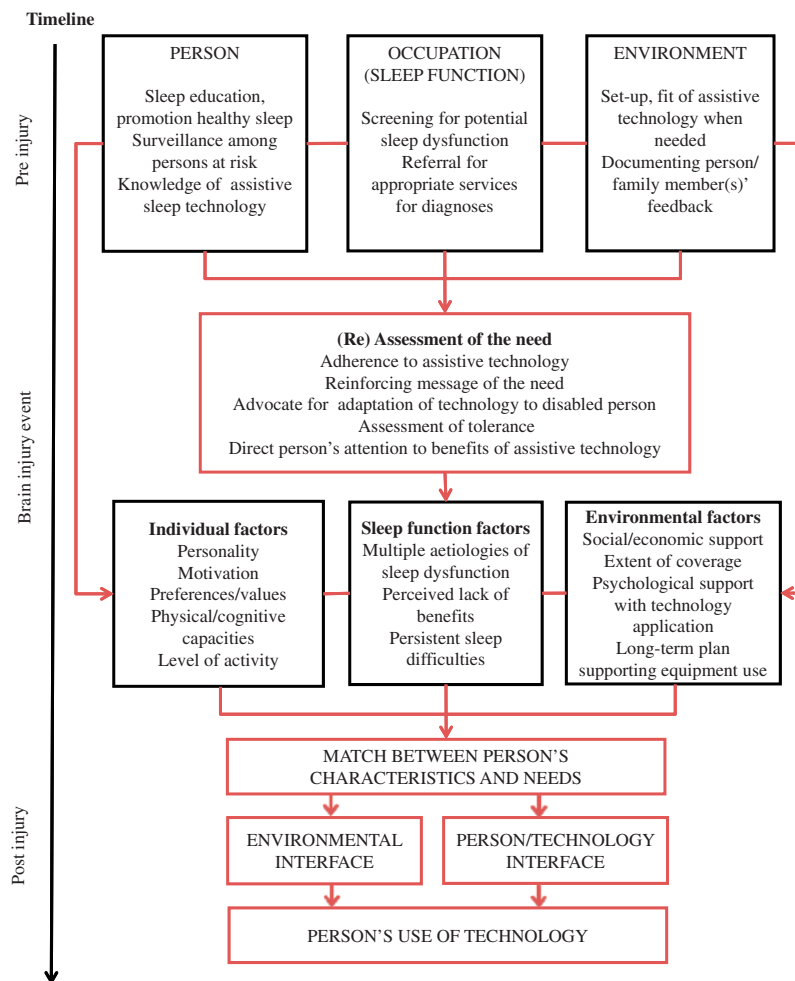 Timeline
Pre injury
PERSON
Sleep education,
promotion healthy sleep
Surveillance among
persons at risk
Knowledge of assistive
sleep technology
OCCUPATION
(SLEEP FUNCTION)
Screening for potential
sleep dysfunction
Referral for
appropriate services
for diagnoses
ENVIRONMENT
Set-up, fit of assistive
technology when
needed
Documenting person/
family member(s)’
feedback
Brain injury event
(Re) Assessment of the need
Adherence to assistive technology
Reinforcing message of the need
Advocate for adaptation of technology to disabled person
Assessment of tolerance
Direct person’s attention to benefits of assistive technology
Individual factors
Personality
Motivation
Preferences/values
Physical/cognitive
capacities
Level of activity
Sleep function factors
Multiple aetiologies of
sleep dysfunction
Perceived lack of
benefits
Persistent sleep
difficulties
Environmental factors
Social/economic support
Extent of coverage
Psychological support
with technology
application
Long-term plan
supporting equipment use
Post injury
MATCH BETWEEN PERSON’S
CHARACTERISTICS AND NEEDS
ENVIRONMENTAL
INTERFACE
PERSON/TECHNOLOGY
INTERFACE
PERSON’S USE OF TECHNOLOGY